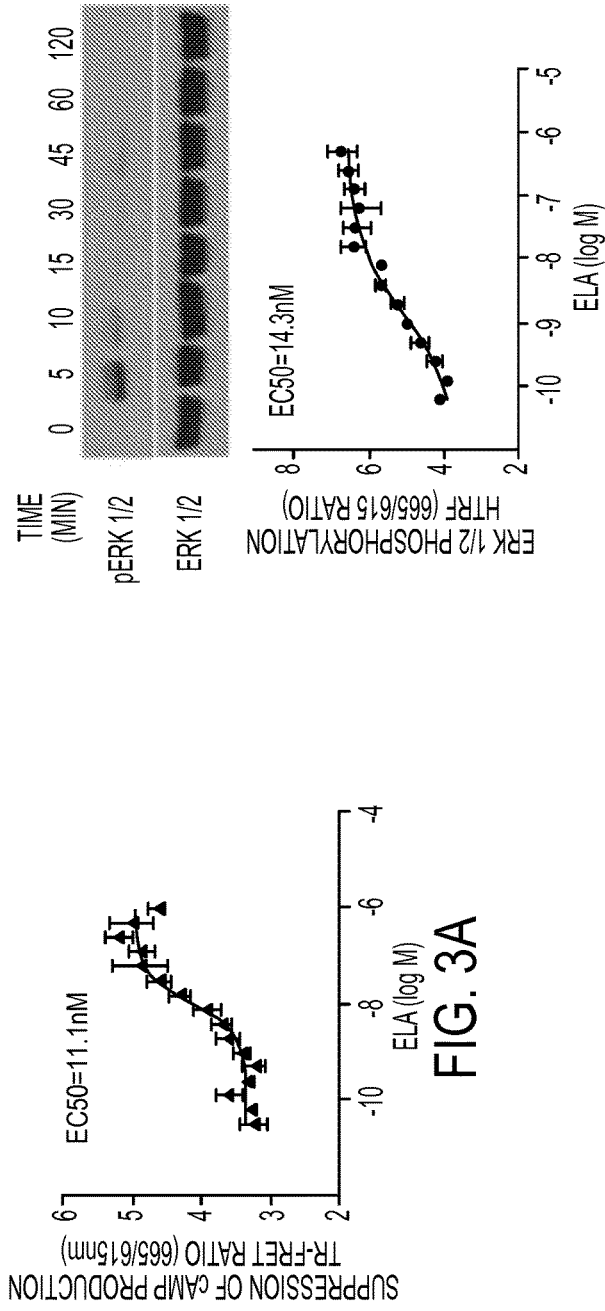 SUPPRESSION OF cAMP PRODUCTION
TR-FRET RATIO (665/615nm)
6
5
4
3
2
EC50=11.1nM
-10
-8
-6
-4
ELA (log M)
FIG. 3A
TIME
(MIN)
0 5 10 15 30 45 60 120
pERK 1/2
ERK 1/2
ERK 1/2 PHOSPHORYLATION
HTRF (665/615 RATIO)
8
6
4
2
EC50=14.3nM
-10
-9
-8
-7
-6
-5
ELA (log M)